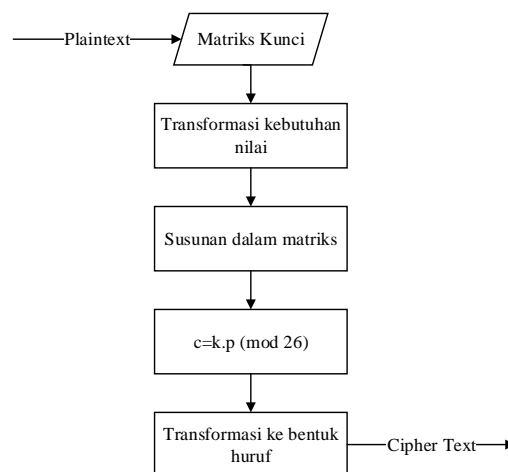 Plaintext
Matriks Kunci
Transformasi kebutuhan
nilai
Susunan dalam matriks
c=k.p (mod 26)
Transformasi ke bentuk
huruf
Cipher Text